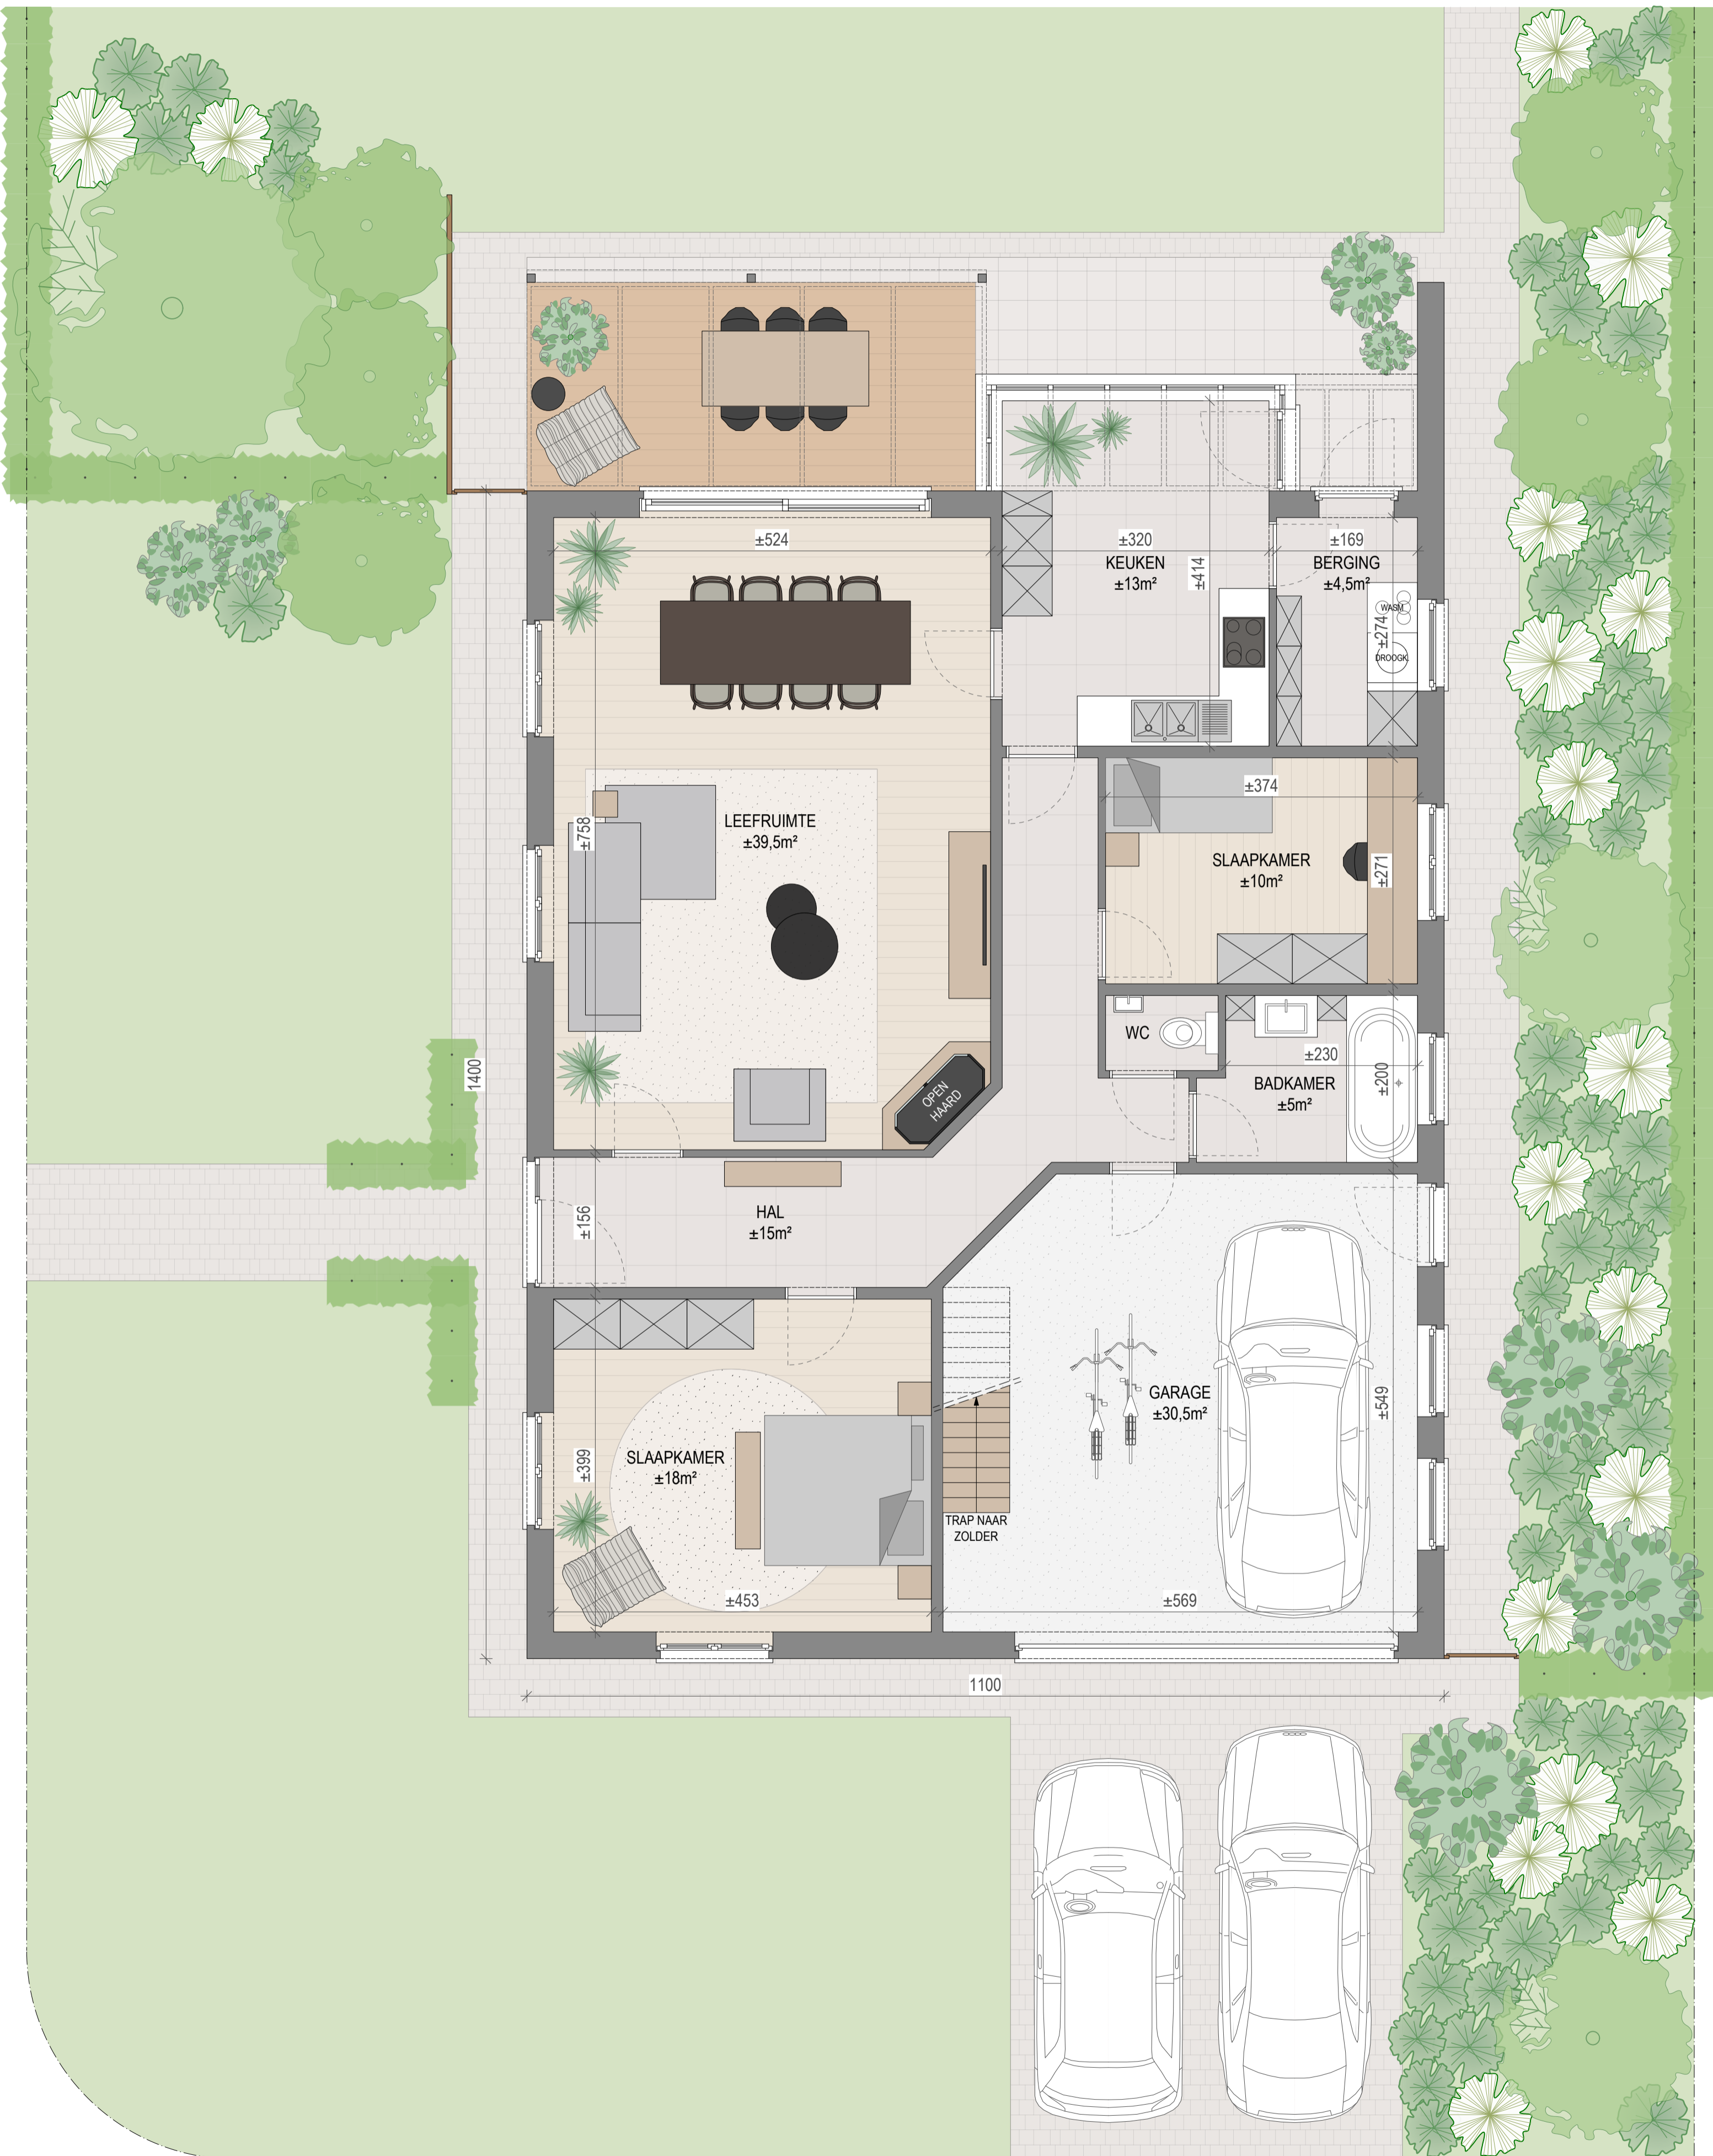 ±524
±320
±169
KEUKEN
±13m²
±414
BERGING
±4,5m²
WASM
±274
DROOGK.
±374
±758
LEEFRUIMTE
±39,5m²
SLAAPKAMER
±10m²
±271
WC
±230
±200
BADKAMER
±5m²
OPEN
HAARD
1400
±156
HAL
±15m²
GARAGE
±30,5m²
±549
SLAAPKAMER
±18m²
±399
TRAP NAAR
ZOLDER
±453
±569
1100